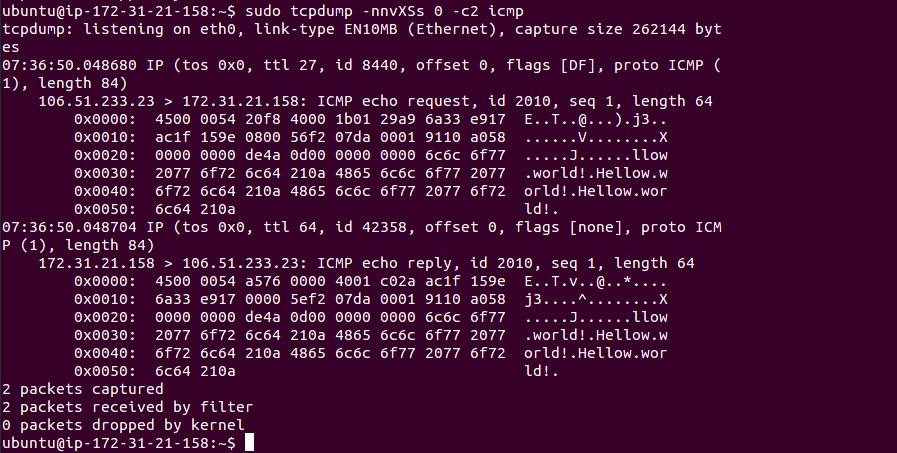 ubuntu@ip-172-31-21-158:~$ sudo tcpdump -nnvXSs 0 -c2 icmp
tcpdump: listening on eth0, link-type EN10MB (Ethernet), capture size 262144 byt
es
07:36:50.048680 IP (tos 0x0, ttl 27, id 8440, offset 0, flags [DF], proto ICMP (
1), length 84)
    106.51.233.23 > 172.31.21.158: ICMP echo request, id 2010, seq 1, length 64
        0x0000:  4500 0054 20f8 4000 1b01 29a9 6a33 e917  E..T..@...).j3..
        0x0010:  ac1f 159e 0800 56f2 07da 0001 9110 a058  ......V........X
        0x0020:  0000 0000 de4a 0d00 0000 0000 6c6c 6f77  .....J......llow
        0x0030:  2077 6f72 6c64 210a 4865 6c6c 6f77 2077  .world!.Hellow.w
        0x0040:  6f72 6c64 210a 4865 6c6c 6f77 2077 6f72  orld!.Hellow.wor
        0x0050:  6c64 210a                                ld!.
07:36:50.048704 IP (tos 0x0, ttl 64, id 42358, offset 0, flags [none], proto ICM
P (1), length 84)
    172.31.21.158 > 106.51.233.23: ICMP echo reply, id 2010, seq 1, length 64
        0x0000:  4500 0054 a576 0000 4001 c02a ac1f 159e  E..T.v..@..*....
        0x0010:  6a33 e917 0000 5ef2 07da 0001 9110 a058  j3....^........X
        0x0020:  0000 0000 de4a 0d00 0000 0000 6c6c 6f77  .....J......llow
        0x0030:  2077 6f72 6c64 210a 4865 6c6c 6f77 2077  .world!.Hellow.w
        0x0040:  6f72 6c64 210a 4865 6c6c 6f77 2077 6f72  orld!.Hellow.wor
        0x0050:  6c64 210a                                ld!.
2 packets captured
2 packets received by filter
0 packets dropped by kernel
ubuntu@ip-172-31-21-158:~$